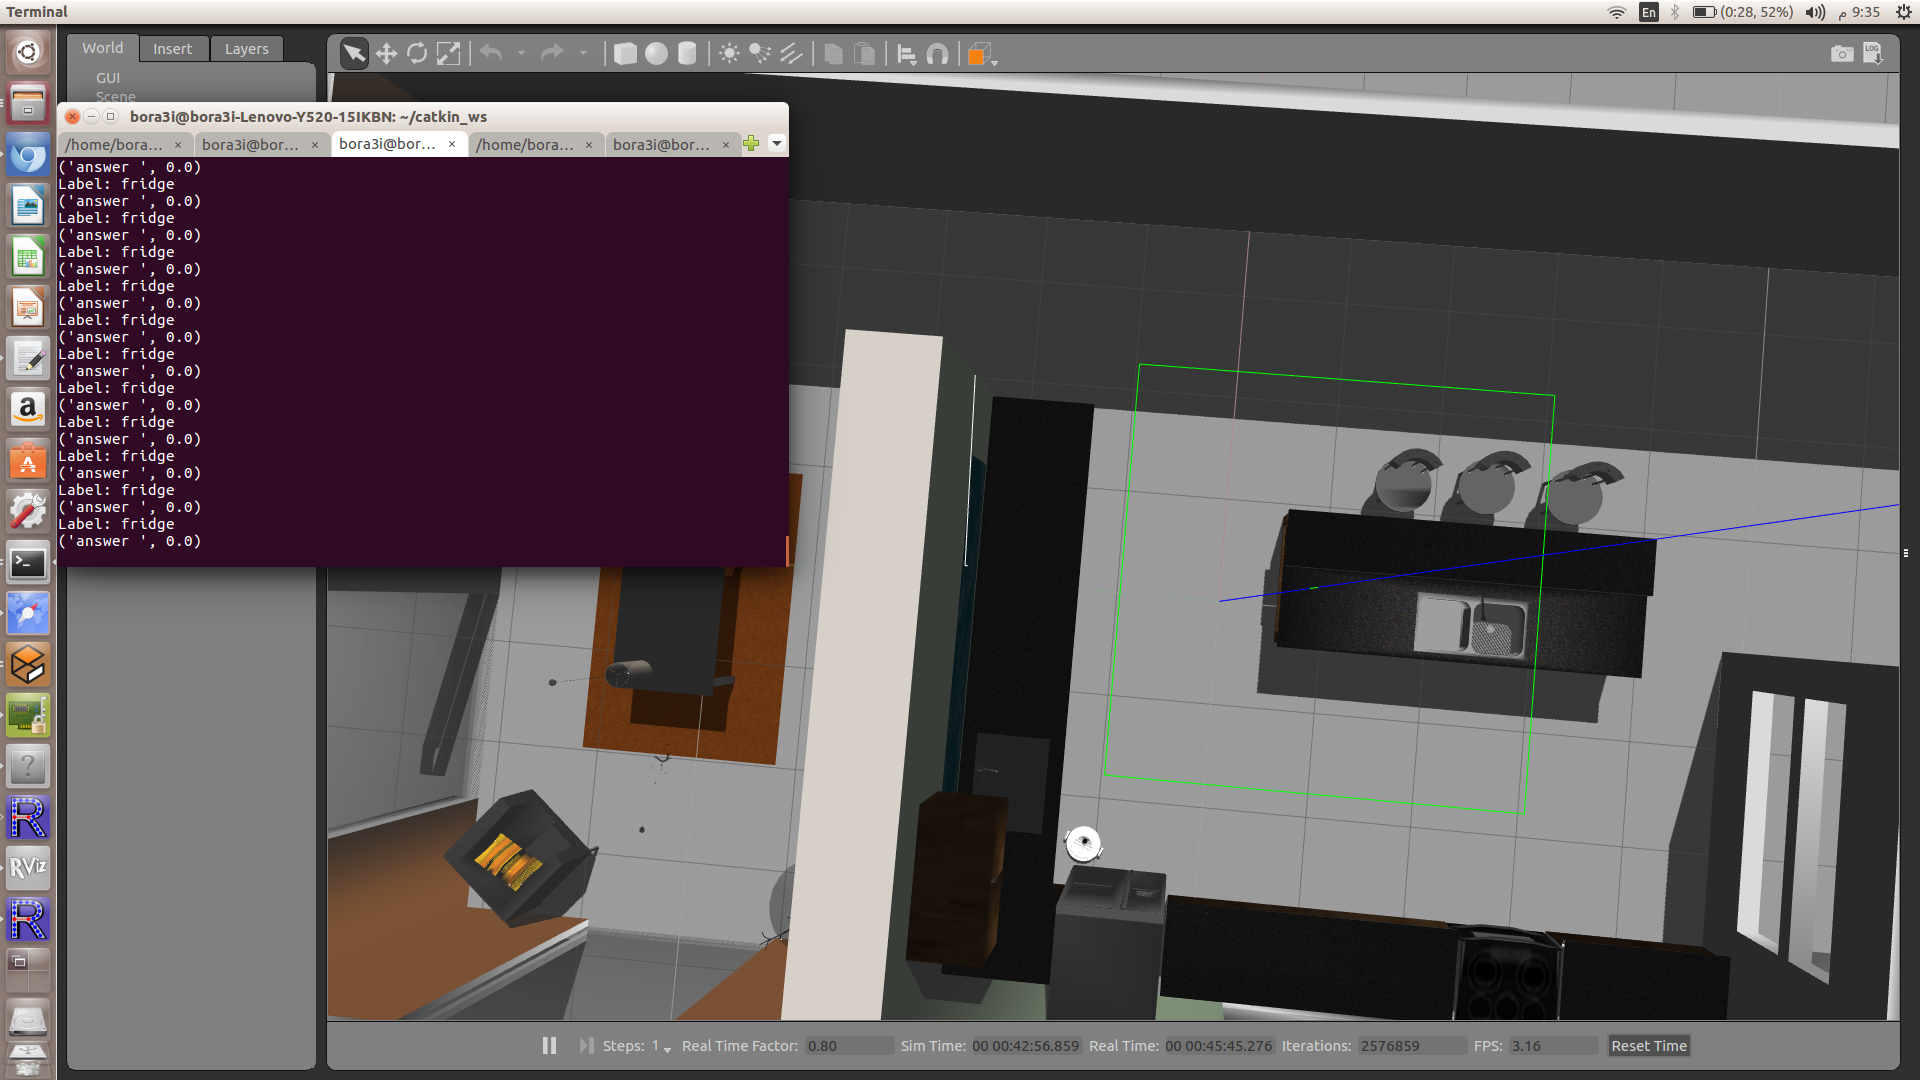 Terminal
En
(0:28, 52%)
9:35 م
World
Insert
Layers
GUI
Scene
LOG
bora3i@bora3i-Lenovo-Y520-15IKBN: ~/catkin_ws
/home/bora... ×
bora3i@bor... ×
bora3i@bor... ×
/home/bora... ×
bora3i@bor... ×
('answer ', 0.0)
Label: fridge
('answer ', 0.0)
Label: fridge
('answer ', 0.0)
Label: fridge
('answer ', 0.0)
Label: fridge
('answer ', 0.0)
Label: fridge
('answer ', 0.0)
Label: fridge
('answer ', 0.0)
Label: fridge
('answer ', 0.0)
Label: fridge
('answer ', 0.0)
Label: fridge
('answer ', 0.0)
Label: fridge
('answer ', 0.0)
Label: fridge
('answer ', 0.0)
a
A
?
R
RViz
R
Steps: 1
Real Time Factor: 0.80
Sim Time: 00 00:42:56.859
Real Time: 00 00:45:45.276
Iterations: 2576859
FPS: 3.16
Reset Time